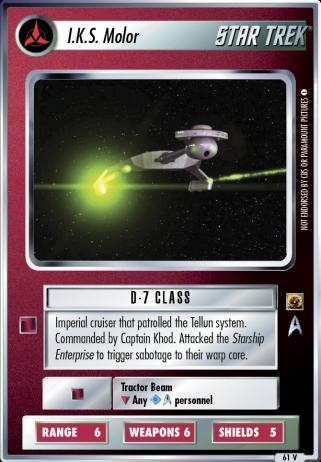 I.K.S. Molor
STAR TREK®
NOT ENDORSED BY CBS OR PARAMOUNT PICTURES
D-7 CLASS
Imperial cruiser that patrolled the Tellun system.
Commanded by Captain Khod. Attacked the Starship
Enterprise to trigger sabotage to their warp core.
Tractor Beam
Any personnel
RANGE 6
WEAPONS 6
SHIELDS 5
61 V